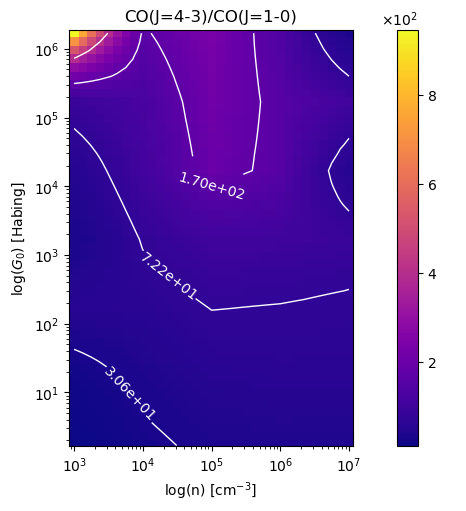 CO(J=4-3)/CO(J=1-0)
×10²
10⁶
10⁵
10⁴
10³
10²
10¹
log(G₀) [Habing]
1.70e+02
7.22e+01
3.06e+01
8
6
4
2
10³ 10⁴ 10⁵ 10⁶ 10⁷
log(n) [cm⁻³]